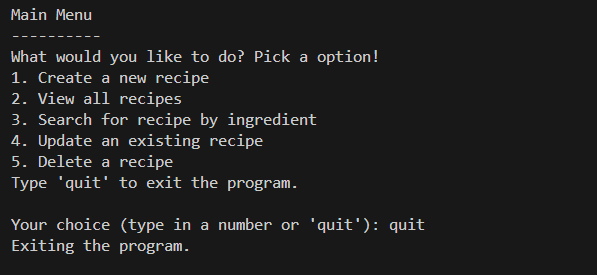 Main Menu
----------
What would you like to do? Pick a option!
1. Create a new recipe
2. View all recipes
3. Search for recipe by ingredient
4. Update an existing recipe
5. Delete a recipe
Type 'quit' to exit the program.
Your choice (type in a number or 'quit'): quit
Exiting the program.